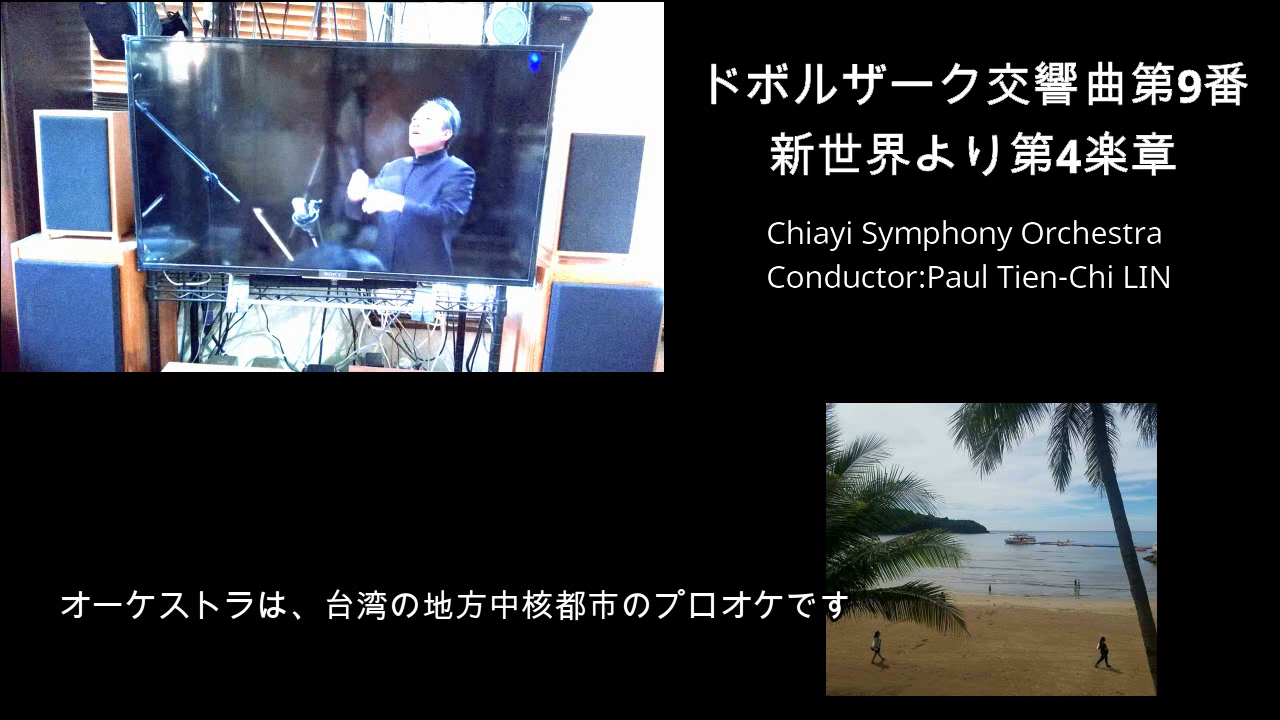 ドボルザーク交響曲第9番
新世界より第4楽章
Chiayi Symphony Orchestra
Conductor:Paul Tien-Chi LIN
SONY
オーケストラは、台湾の地方中核都市のプロオケです